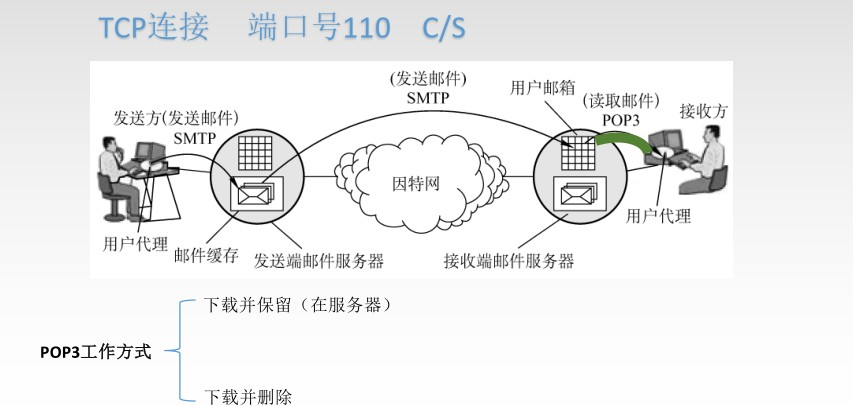 TCP连接 端口号110 C/S
(发送邮件)
SMTP
用户邮箱
(读取邮件)
POP3
接收方
发送方(发送邮件)
SMTP
因特网
用户代理
邮件缓存
发送端邮件服务器
接收端邮件服务器
用户代理
下载并保留（在服务器）
POP3工作方式
下载并删除